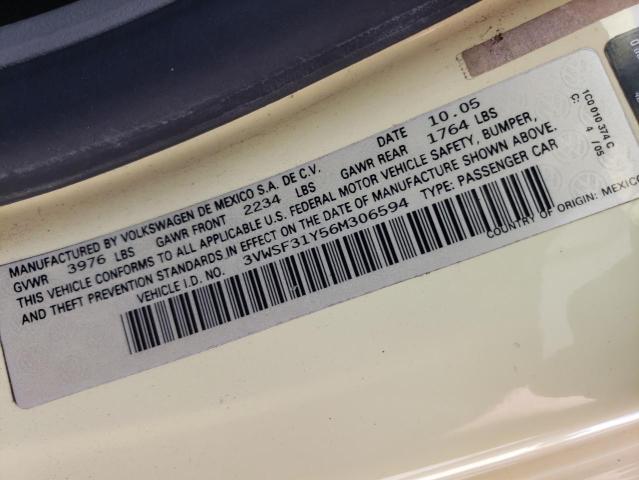 MANUFACTURED BY VOLKSWAGEN DE MEXICO S.A. DE C.V. DATE 10.05
GVWR 3976 LBS GAWR FRONT 2234 LBS GAWR REAR 1764 LBS
THIS VEHICLE CONFORMS TO ALL APPLICABLE U.S. FEDERAL MOTOR VEHICLE SAFETY, BUMPER,
AND THEFT PREVENTION STANDARDS IN EFFECT ON THE DATE OF MANUFACTURE SHOWN ABOVE.
VEHICLE I.D. NO. 3VWSF31Y56M306594 TYPE: PASSENGER CAR
COUNTRY OF ORIGIN: MEXICO
1C0 010 374 C
C: 4 / 05